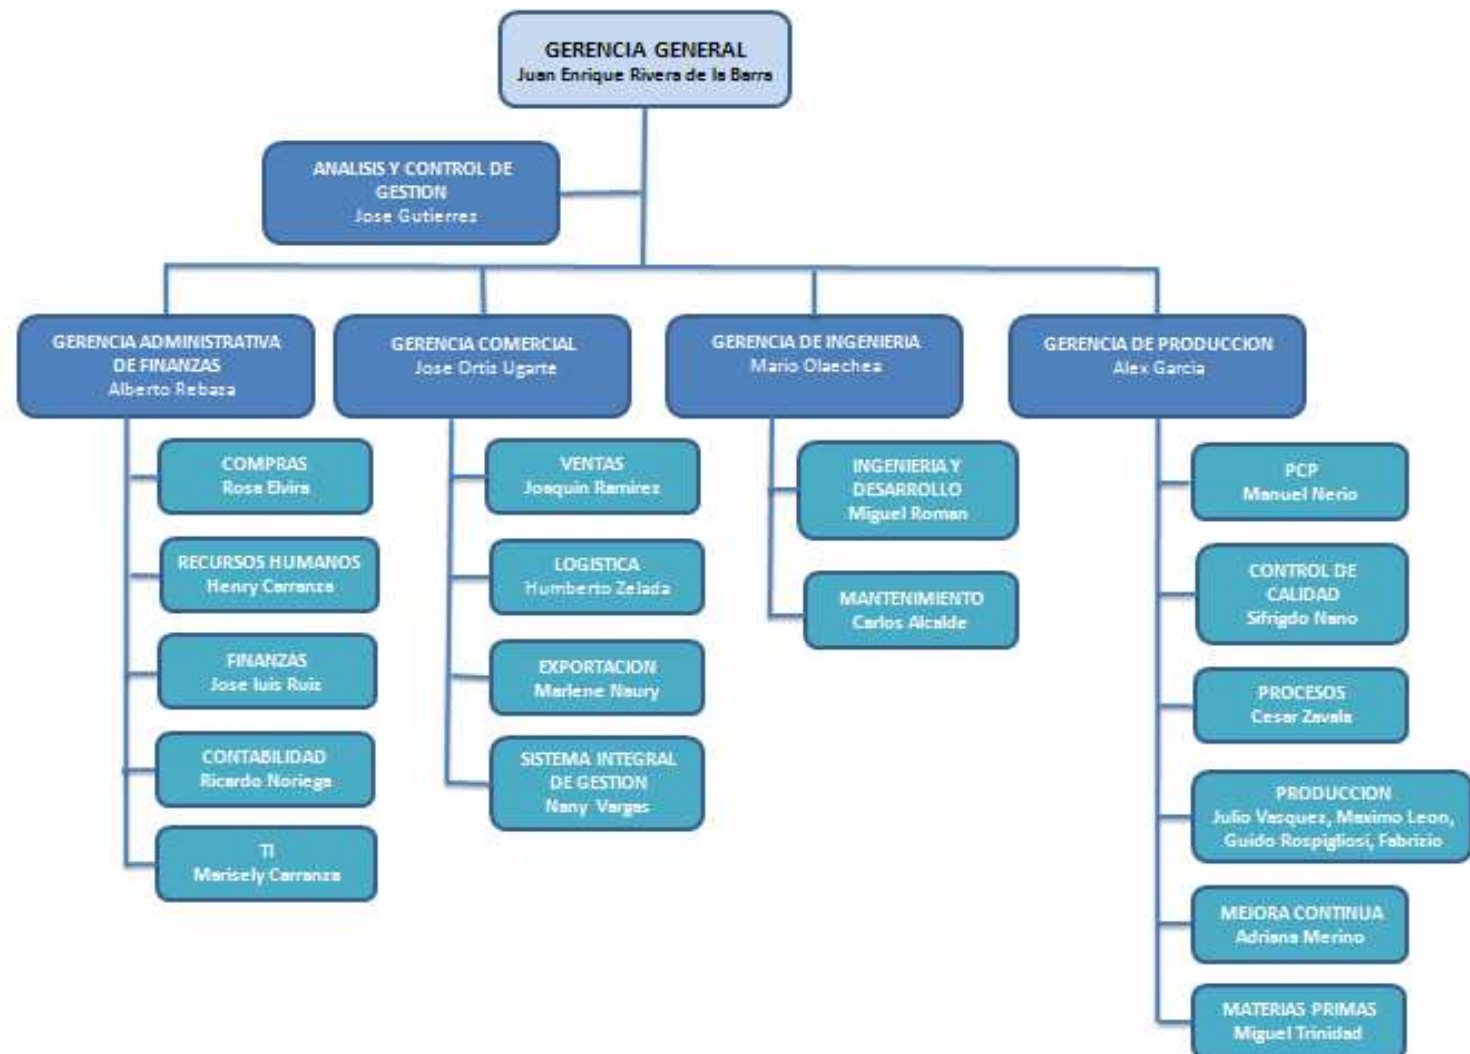 GERENCIA GENERAL
Juan Enrique Rivera de la Barra
ANALISIS Y CONTROL DE
GESTION
Jose Gutierrez
GERENCIA ADMINISTRATIVA
DE FINANZAS
Alberto Rebaza
GERENCIA COMERCIAL
Jose Ortiz Ugarte
GERENCIA DE INGENIERIA
Mario Olaechea
GERENCIA DE PRODUCCION
Alex Garcia
COMPRAS
Rosa Elvira
RECURSOS HUMANOS
Henry Carranza
FINANZAS
Jose luis Ruiz
CONTABILIDAD
Ricardo Noriega
TI
Marisely Carranza
VENTAS
Joaquin Ramirez
LOGISTICA
Humberto Zelada
EXPORTACION
Marlene Naury
SISTEMA INTEGRAL
DE GESTION
Nany Vargas
INGENIERIA Y
DESARROLLO
Miguel Roman
MANTENIMIENTO
Carlos Alcalde
PCP
Manuel Nerio
CONTROL DE
CALIDAD
Sifrigdo Nano
PROCESOS
Cesar Zavala
PRODUCCION
Julio Vasquez, Maximo Leon,
Guido Rospigliosi, Fabrizio
MEJORA CONTINUA
Adriana Merino
MATERIAS PRIMAS
Miguel Trinidad